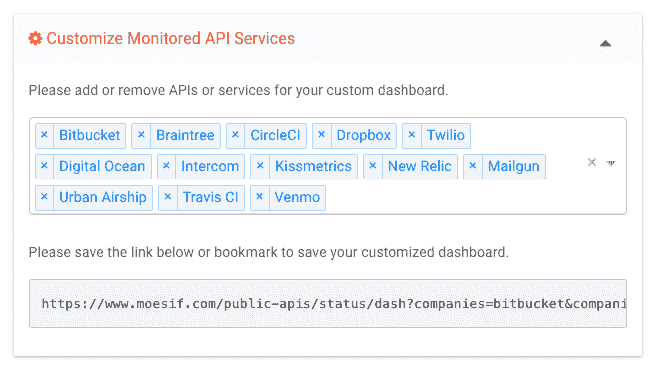 Customize Monitored API Services
Please add or remove APIs or services for your custom dashboard.
× Bitbucket × Braintree × CircleCI × Dropbox × Twilio
× Digital Ocean × Intercom × Kissmetrics × New Relic × Mailgun
× Urban Airship × Travis CI × Venmo
Please save the link below or bookmark to save your customized dashboard.
https://www.moesif.com/public-apis/status/dash?companies=bitbucket&compani